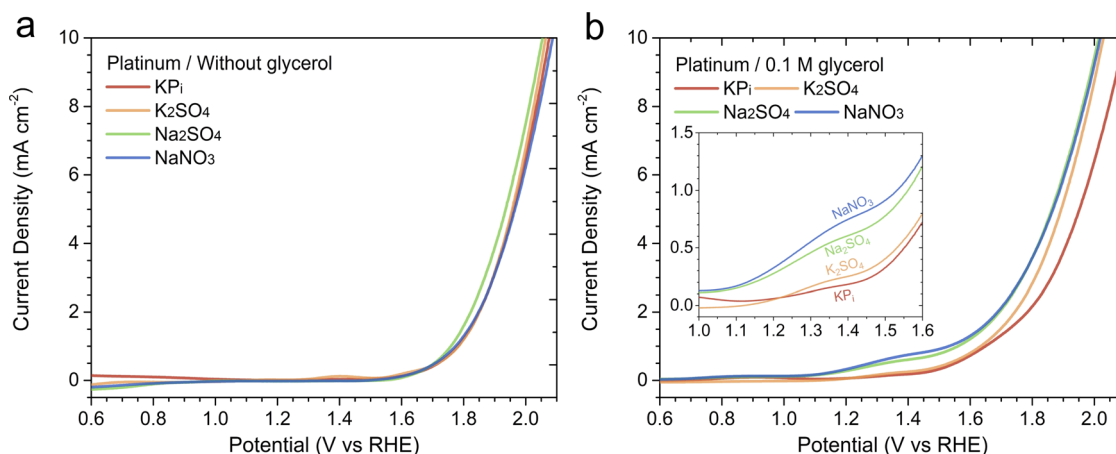 a
Platinum / Without glycerol
KPi
K2SO4
Na2SO4
NaNO3
10
8
6
4
2
0
Current Density (mA cm-2)
0.6 0.8 1.0 1.2 1.4 1.6 1.8 2.0
Potential (V vs RHE)
b
Platinum / 0.1 M glycerol
KPi K2SO4
Na2SO4 NaNO3
10
8
6
4
2
0
Current Density (mA cm-2)
1.5
1.0
0.5
0.0
NaNO3
Na2SO4
K2SO4
KPi
1.0 1.1 1.2 1.3 1.4 1.5 1.6
0.6 0.8 1.0 1.2 1.4 1.6 1.8 2.0
Potential (V vs RHE)